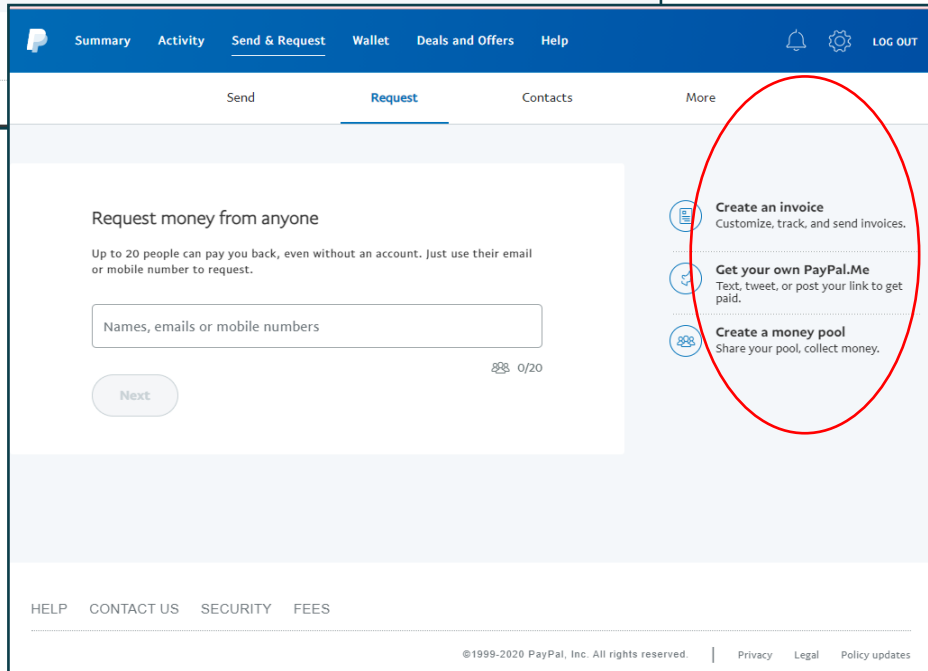 Summary Activity Send & Request Wallet Deals and Offers Help LOG OUT
Send Request Contacts More
Request money from anyone
Up to 20 people can pay you back, even without an account. Just use their email
or mobile number to request.
Names, emails or mobile numbers
0/20
Next
Create an invoice
Customize, track, and send invoices.
Get your own PayPal.Me
Text, tweet, or post your link to get
paid.
Create a money pool
Share your pool, collect money.
HELP CONTACT US SECURITY FEES
©1999-2020 PayPal, Inc. All rights reserved. | Privacy Legal Policy updates